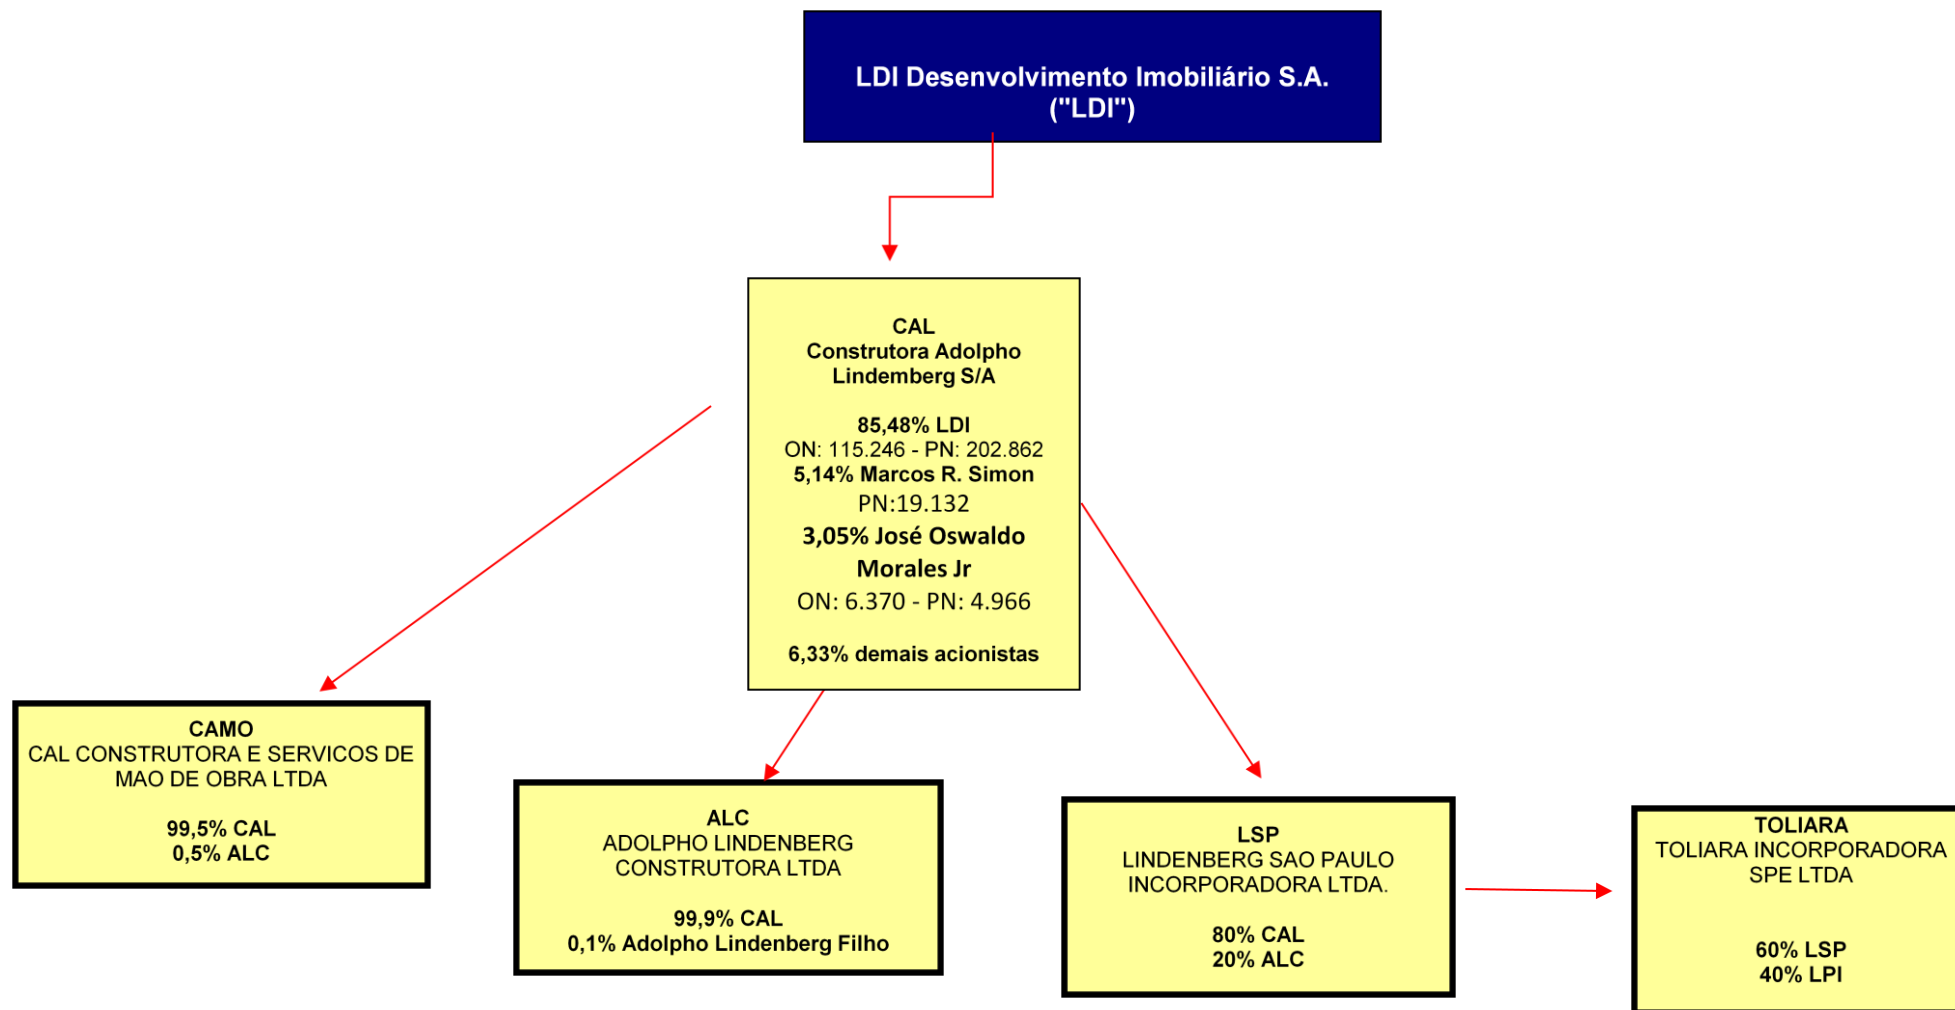 LDI Desenvolvimento Imobiliário S.A.
("LDI")
CAL
Construtora Adolpho
Lindemberg S/A
85,48% LDI
ON: 115.246 - PN: 202.862
5,14% Marcos R. Simon
PN:19.132
3,05% José Oswaldo
Morales Jr
ON: 6.370 - PN: 4.966
6,33% demais acionistas
CAMO
CAL CONSTRUTORA E SERVICOS DE
MAO DE OBRA LTDA
99,5% CAL
0,5% ALC
ALC
ADOLPHO LINDENBERG
CONSTRUTORA LTDA
99,9% CAL
0,1% Adolpho Lindenberg Filho
LSP
LINDENBERG SAO PAULO
INCORPORADORA LTDA.
80% CAL
20% ALC
TOLIARA
TOLIARA INCORPORADORA
SPE LTDA
60% LSP
40% LPI